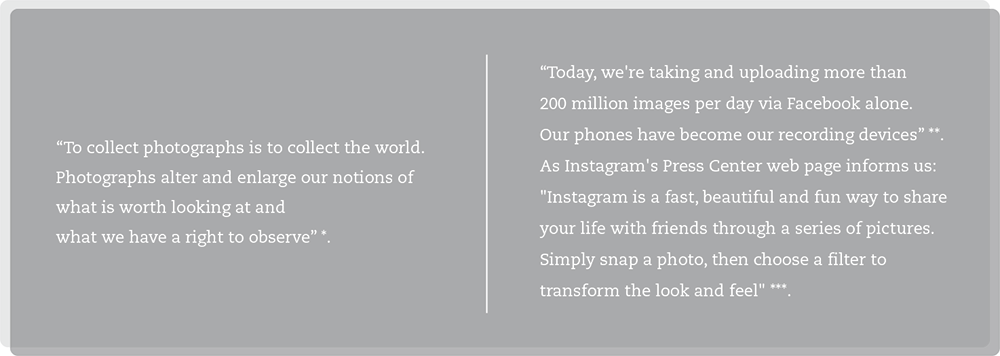 “To collect photographs is to collect the world.
Photographs alter and enlarge our notions of
what is worth looking at and
what we have a right to observe” *.
“Today, we're taking and uploading more than
200 million images per day via Facebook alone.
Our phones have become our recording devices” **.
As Instagram's Press Center web page informs us:
"Instagram is a fast, beautiful and fun way to share
your life with friends through a series of pictures.
Simply snap a photo, then choose a filter to
transform the look and feel" ***.